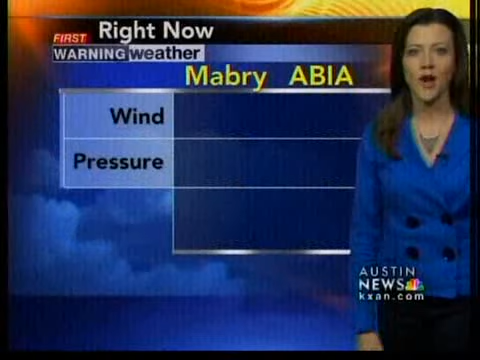 Right Now
FIRST
WARNING weather
Mabry ABIA
Wind
Pressure
AUSTIN
NEWS
kxan.com